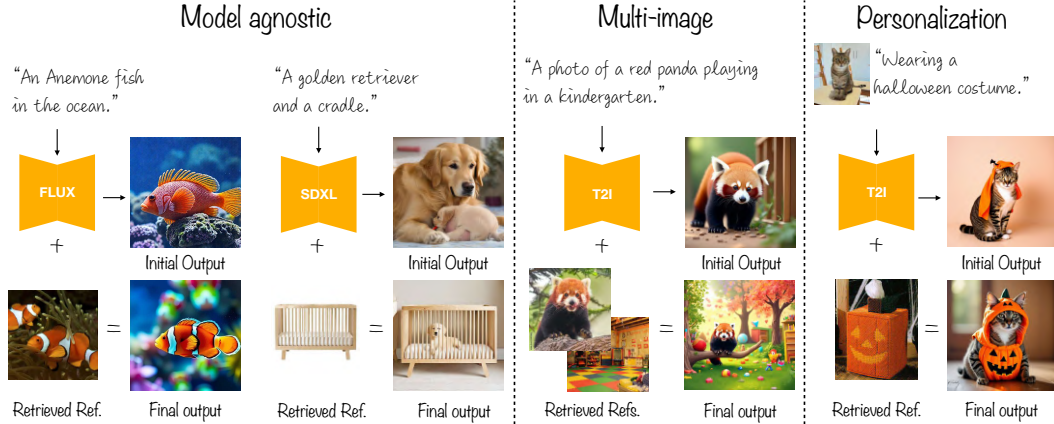 Model agnostic
Multi-image
Personalization
"An Anemone fish
in the ocean."
"A golden retriever
and a cradle."
"A photo of a red panda playing
in a kindergarten."
"Wearing a
halloween costume."
FLUX
SDXL
T2I
T2I
+
+
+
+
Initial Output
Initial Output
Initial Output
Initial Output
=
=
=
=
Retrieved Ref.
Final output
Retrieved Ref.
Final output
Retrieved Refs.
Final output
Retrieved Ref.
Final output